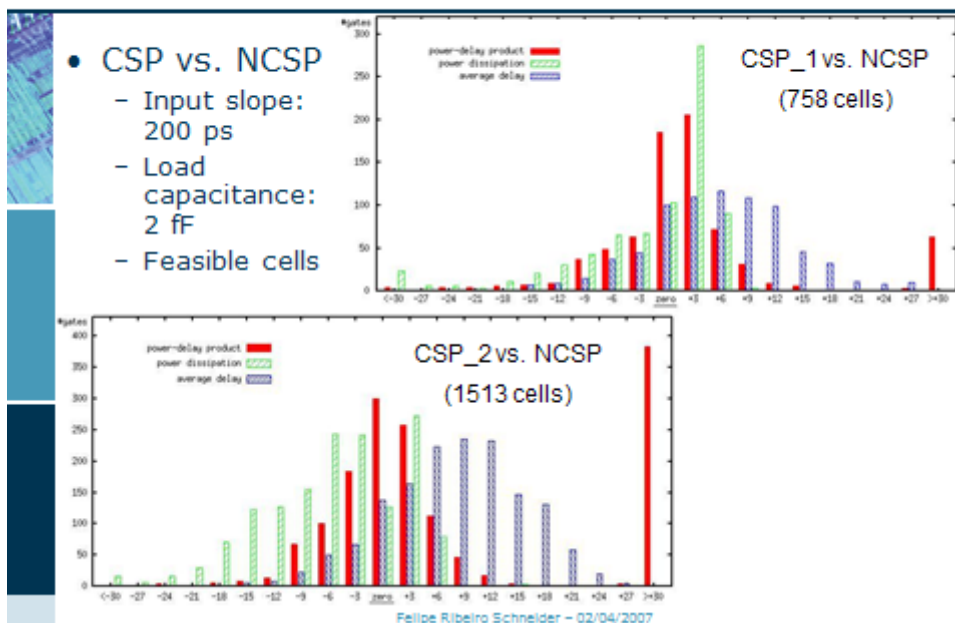 • CSP vs. NCSP
– Input slope:
200 ps
– Load
capacitance:
2 fF
– Feasible cells
#gates
300
250
200
150
100
50
0
power-delay product
power dissipation
average delay
CSP_1 vs. NCSP
(758 cells)
<-30 -27 -24 -21 -18 -15 -12 -9 -6 -3 zero +3 +6 +9 +12 +15 +18 +21 +24 +27 >+30
#gates
400
350
300
250
200
150
100
50
0
power-delay product
power dissipation
average delay
CSP_2 vs. NCSP
(1513 cells)
<-30 -27 -24 -21 -18 -15 -12 -9 -6 -3 zero +3 +6 +9 +12 +15 +18 +21 +24 +27 >+30
Felipe Ribeiro Schneider – 02/04/2007